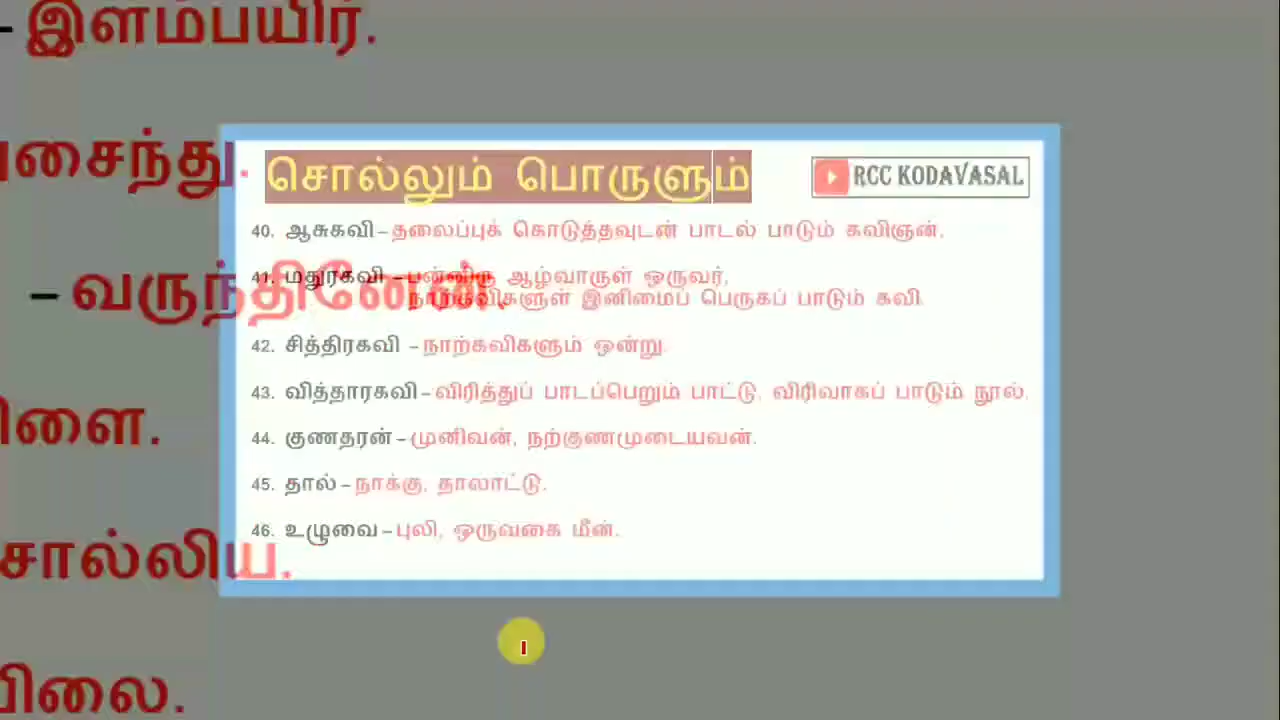 – இளம்பயிர்.
சொல்லும் பொருளும்
RCC KODAVASAL
40. ஆசுகவி – தலைப்புக் கொடுத்தவுடன் பாடல் பாடும் கவிஞன்.
41. மதுரகவி – பன்னிரு ஆழ்வாருள் ஒருவர்,
நாற்கவிகளுள் இனிமைப் பெருகப் பாடும் கவி
– வருந்தினேன்.
42. சித்திரகவி – நாற்கவிகளும் ஒன்று.
43. வித்தாரகவி – விரித்துப் பாடப்பெறும் பாட்டு, விரிவாகப் பாடும் நூல்.
44. குணதரன் – முனிவன், நற்குணமுடையவன்.
45. தால் – நாக்கு, தாலாட்டு.
46. உழுவை – புலி, ஒருவகை மீன்.